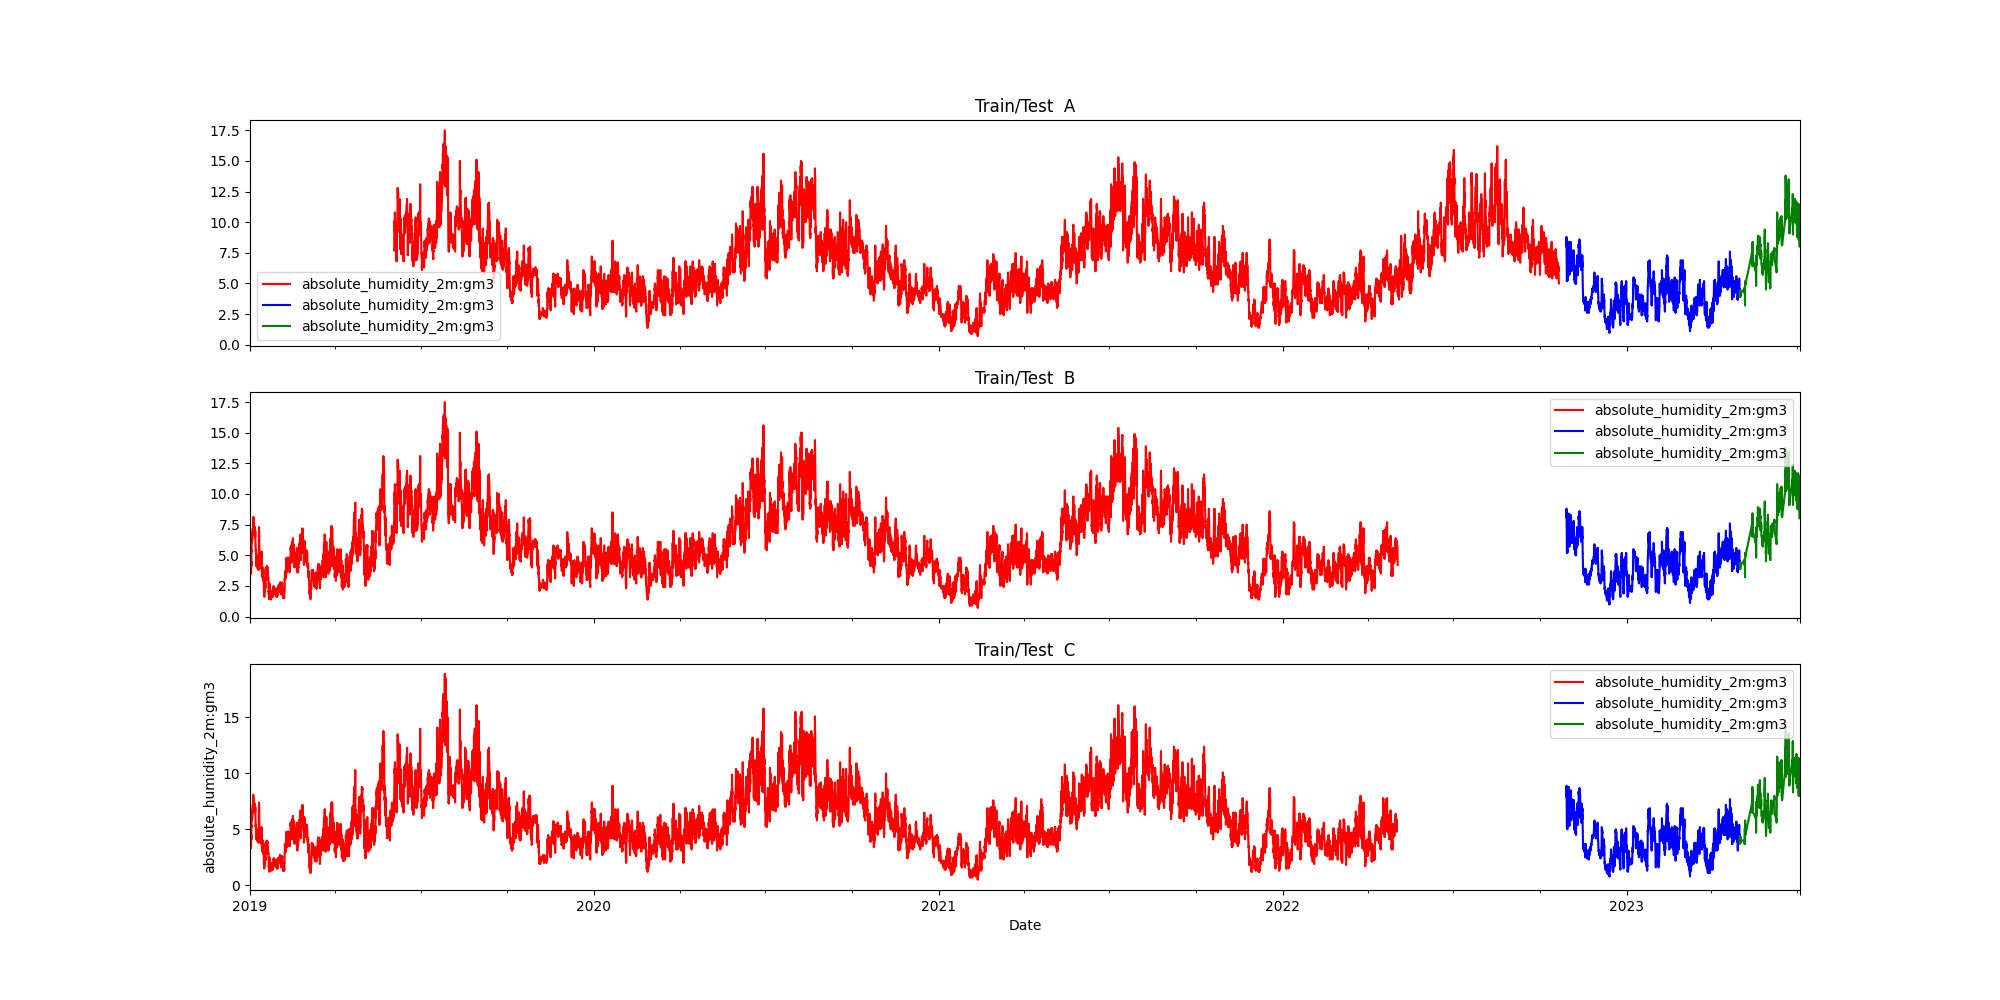 Train/Test  A
17.5
15.0
12.5
10.0
7.5
5.0
2.5
0.0
absolute_humidity_2m:gm3
absolute_humidity_2m:gm3
absolute_humidity_2m:gm3
Train/Test  B
17.5
15.0
12.5
10.0
7.5
5.0
2.5
0.0
absolute_humidity_2m:gm3
absolute_humidity_2m:gm3
absolute_humidity_2m:gm3
Train/Test  C
absolute_humidity_2m:gm3
15
10
5
0
absolute_humidity_2m:gm3
absolute_humidity_2m:gm3
absolute_humidity_2m:gm3
2019 2020 2021 2022 2023
Date